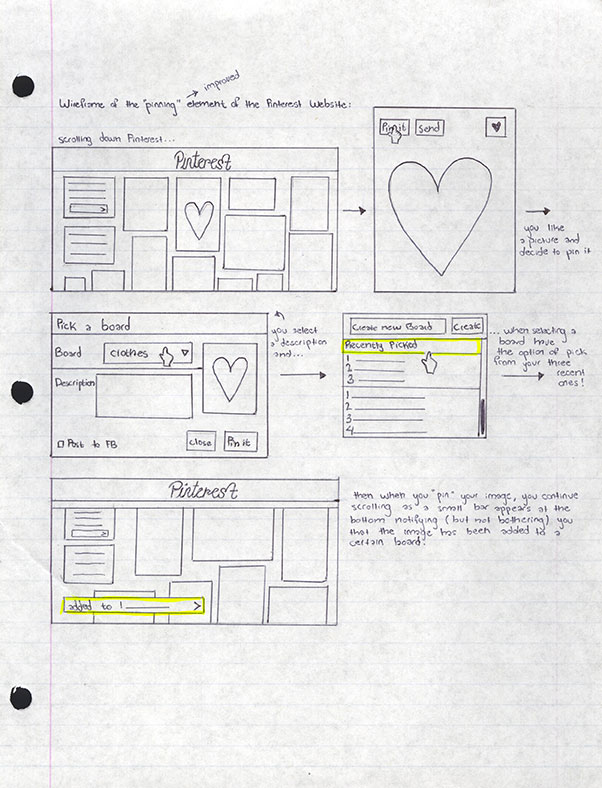 improved
Wireframe of the "pinning" element of the Pinterest Website:
scrolling down Pinterest...
Pinterest
Pin it
Send
you like
a picture and
decide to pin it
Pick a board
Board
clothes
Description
Post to FB
close
Pin it
you select
a description
and...
Create new Board
Create
Recently Picked
1
2
3
1
2
3
4
... when selecting a
board have
the option of pick
from your three
recent
ones!
Pinterest
added to !
then when you "pin" your image, you continue
scrolling as a small bar appears at the
bottom notifying (but not bothering) you
that the image has been added to a
certain board!